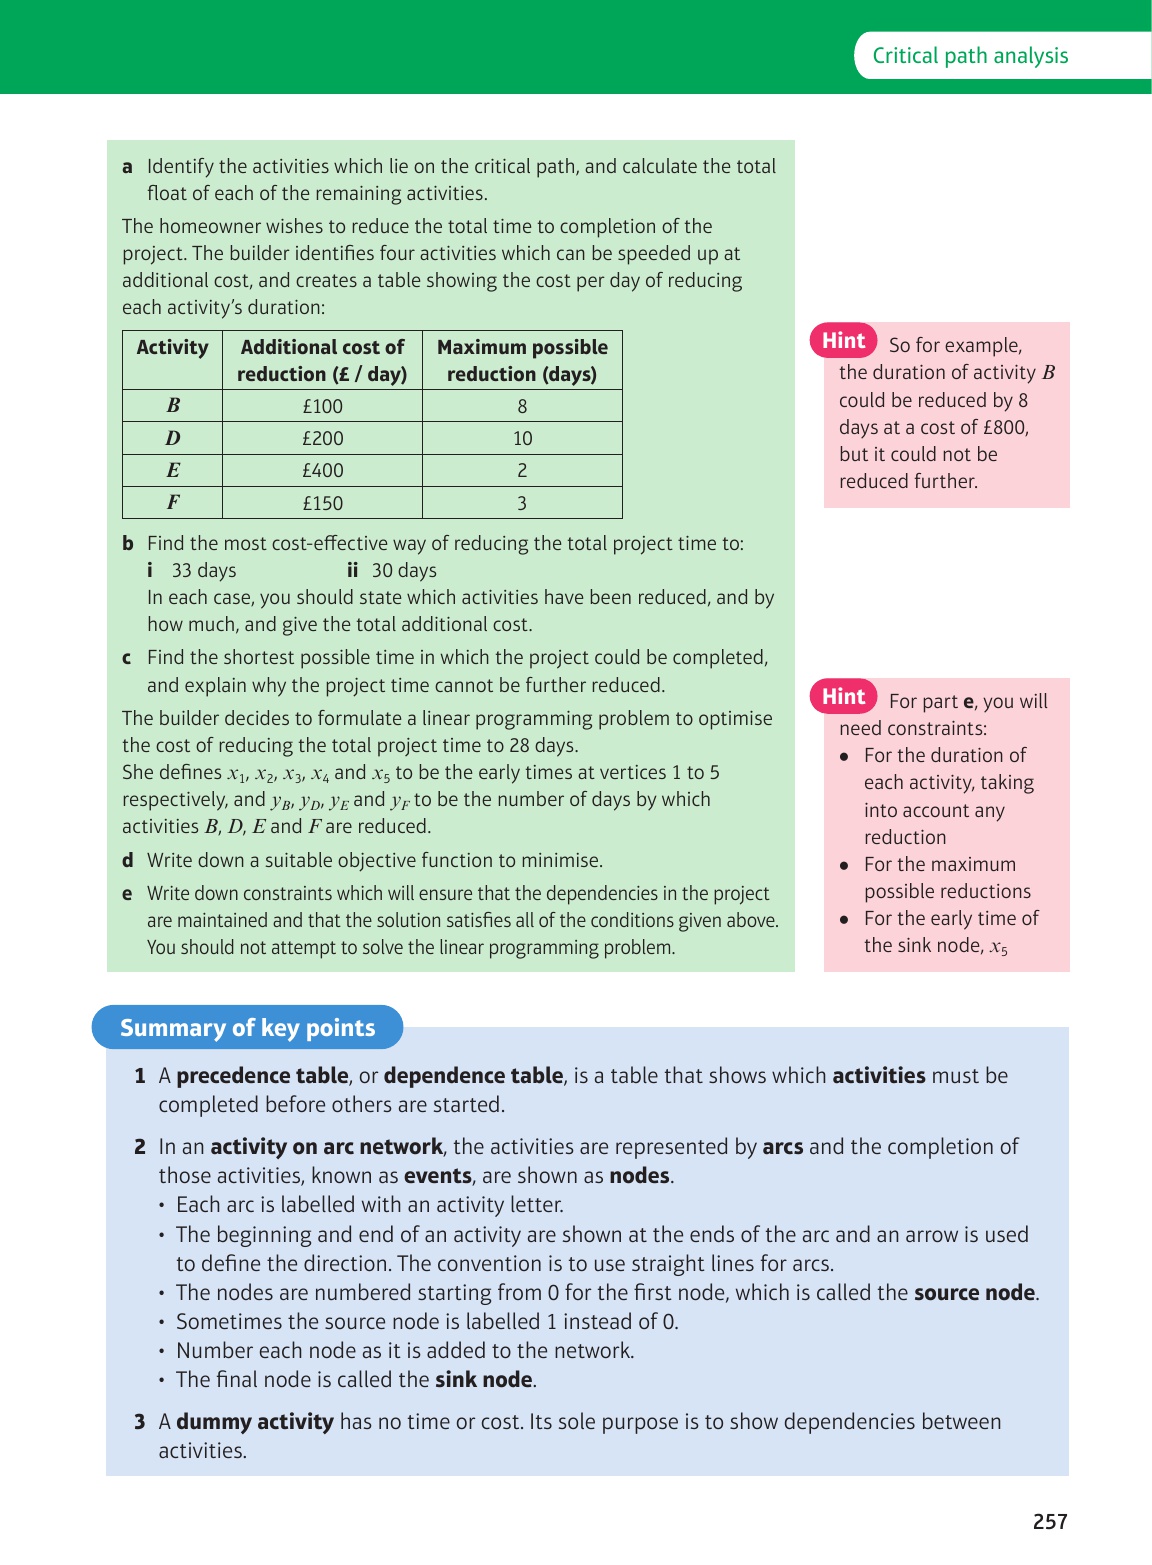 Critical path analysis
a Identify the activities which lie on the critical path, and calculate the total
float of each of the remaining activities.
The homeowner wishes to reduce the total time to completion of the
project. The builder identifies four activities which can be speeded up at
additional cost, and creates a table showing the cost per day of reducing
each activity’s duration:
Activity Additional cost of reduction (£ / day) Maximum possible reduction (days)
B £100 8
D £200 10
E £400 2
F £150 3
Hint So for example,
the duration of activity B
could be reduced by 8
days at a cost of £800,
but it could not be
reduced further.
b Find the most cost-effective way of reducing the total project time to:
i 33 days ii 30 days
In each case, you should state which activities have been reduced, and by
how much, and give the total additional cost.
c Find the shortest possible time in which the project could be completed,
and explain why the project time cannot be further reduced.
The builder decides to formulate a linear programming problem to optimise
the cost of reducing the total project time to 28 days.
She defines x₁, x₂, x₃, x₄ and x₅ to be the early times at vertices 1 to 5
respectively, and y_B, y_D, y_E and y_F to be the number of days by which
activities B, D, E and F are reduced.
d Write down a suitable objective function to minimise.
e Write down constraints which will ensure that the dependencies in the project
are maintained and that the solution satisfies all of the conditions given above.
You should not attempt to solve the linear programming problem.
Hint For part e, you will
need constraints:
• For the duration of
each activity, taking
into account any
reduction
• For the maximum
possible reductions
• For the early time of
the sink node, x₅
Summary of key points
1 A precedence table, or dependence table, is a table that shows which activities must be
completed before others are started.
2 In an activity on arc network, the activities are represented by arcs and the completion of
those activities, known as events, are shown as nodes.
• Each arc is labelled with an activity letter.
• The beginning and end of an activity are shown at the ends of the arc and an arrow is used
to define the direction. The convention is to use straight lines for arcs.
• The nodes are numbered starting from 0 for the first node, which is called the source node.
• Sometimes the source node is labelled 1 instead of 0.
• Number each node as it is added to the network.
• The final node is called the sink node.
3 A dummy activity has no time or cost. Its sole purpose is to show dependencies between
activities.
257